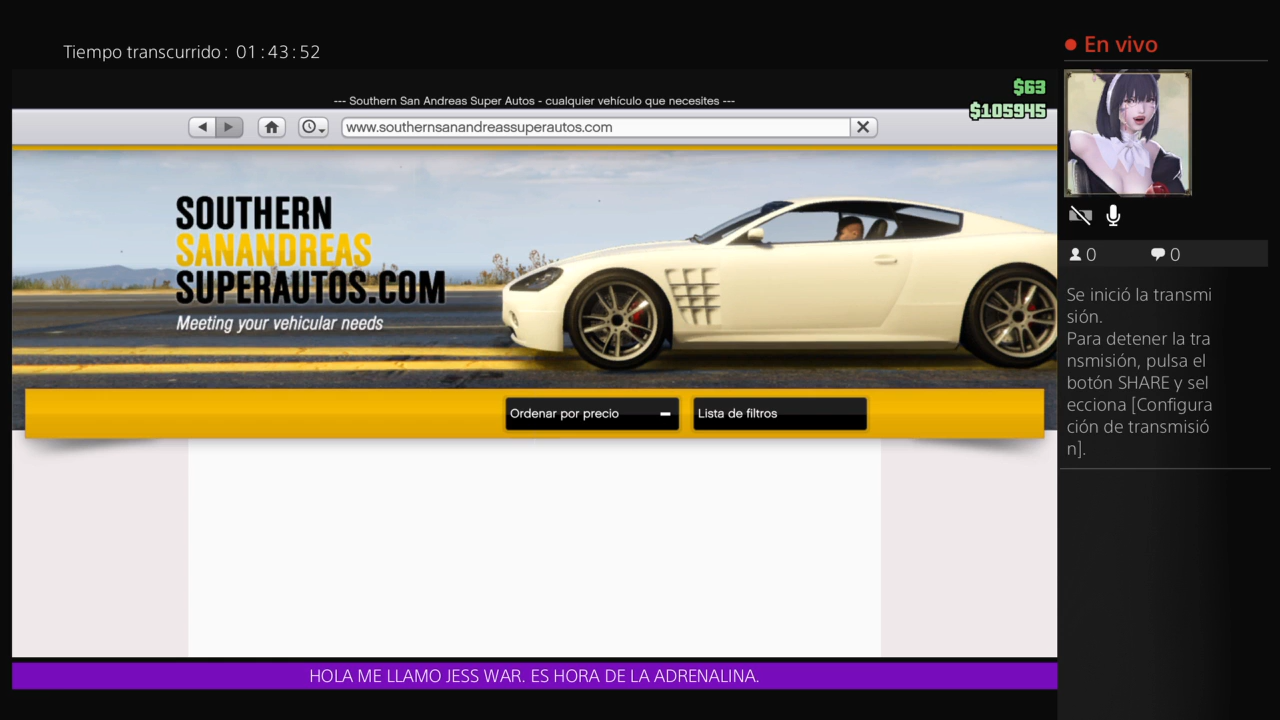 Tiempo transcurrido: 01:43:52
En vivo
--- Southern San Andreas Super Autos - cualquier vehículo que necesites ---
$63
$105945
www.southernsanandreassuperautos.com
SOUTHERN
SANANDREAS
SUPERAUTOS.COM
Meeting your vehicular needs
0 0
Se inició la transmi
sión.
Para detener la tra
nsmisión, pulsa el
botón SHARE y sel
ecciona [Configura
ción de transmisió
n].
Ordenar por precio
Lista de filtros
HOLA ME LLAMO JESS WAR. ES HORA DE LA ADRENALINA.